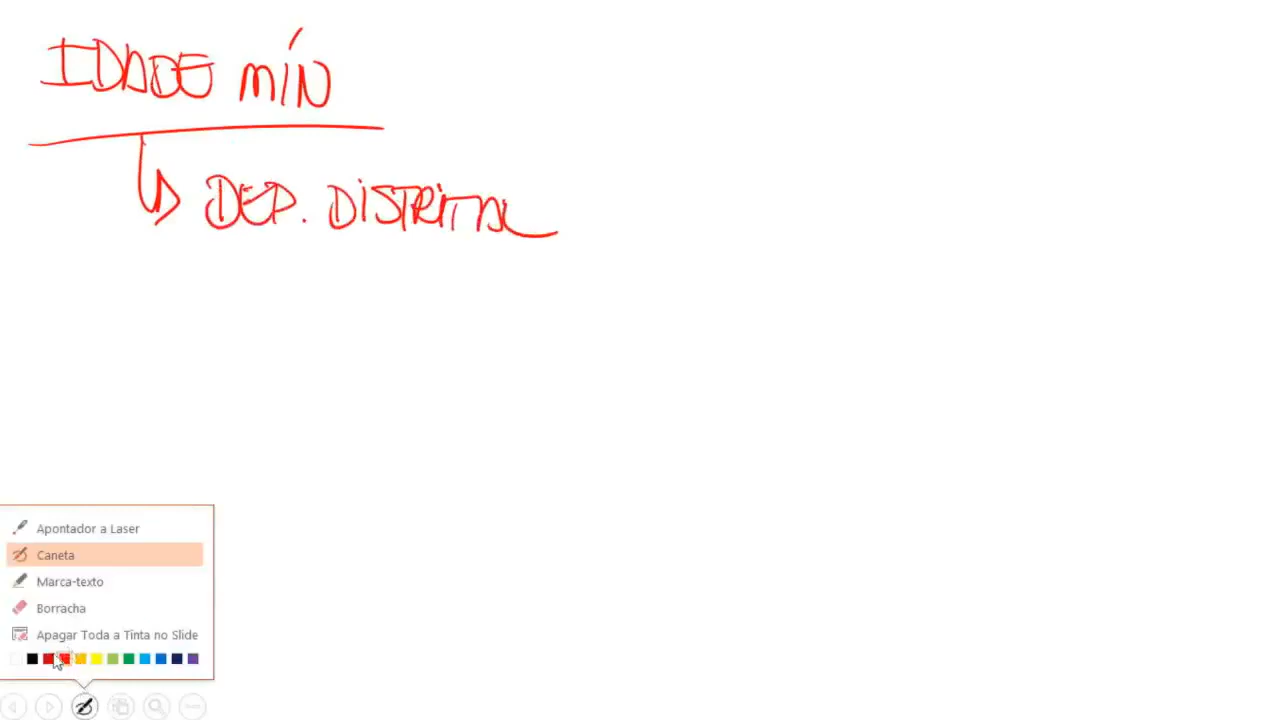 IDADE MÍN
DEP. DISTRITAL
Apontador a Laser
Caneta
Marca-texto
Borracha
Apagar Toda a Tinta no Slide